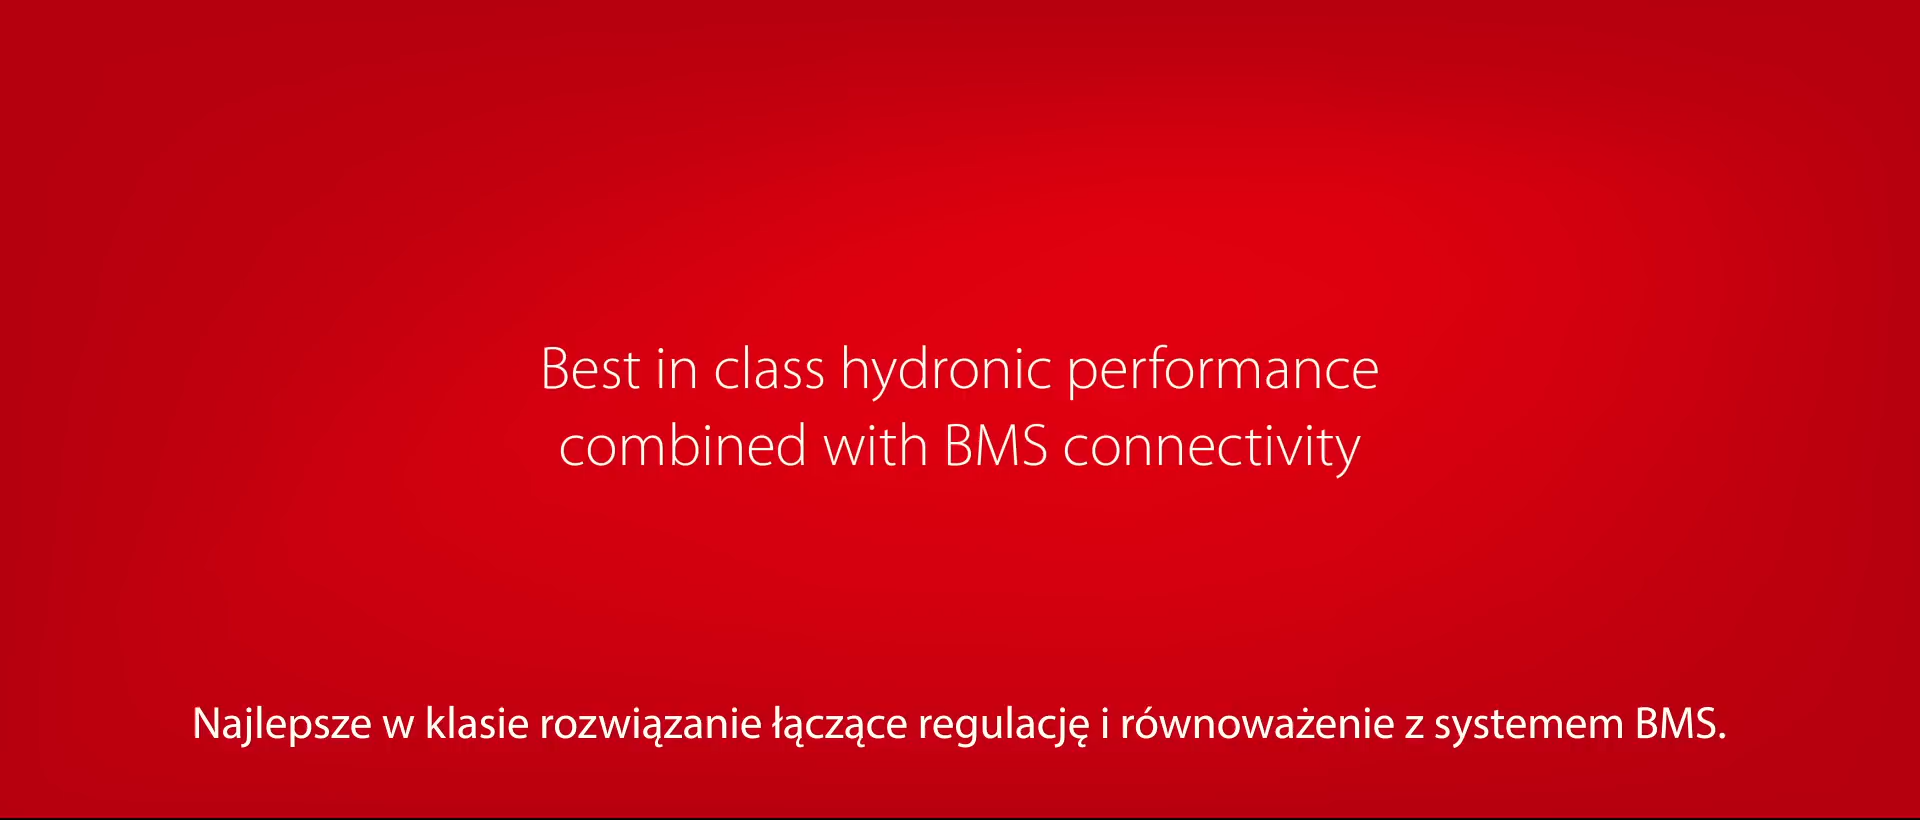 Best in class hydronic performance
combined with BMS connectivity
Najlepsze w klasie rozwiązanie łączące regulację i równoważenie z systemem BMS.